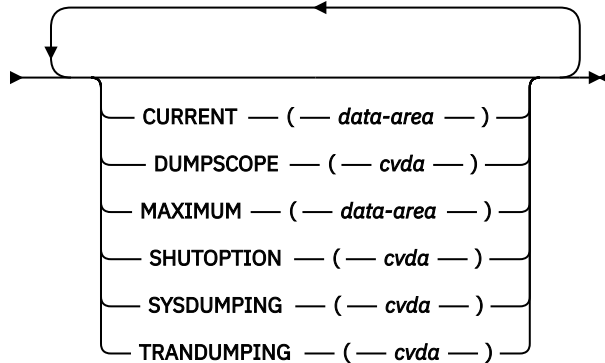 CURRENT ( data-area )
DUMPSCOPE ( cvda )
MAXIMUM ( data-area )
SHUTOPTION ( cvda )
SYSDUMPING ( cvda )
TRANDUMPING ( cvda )